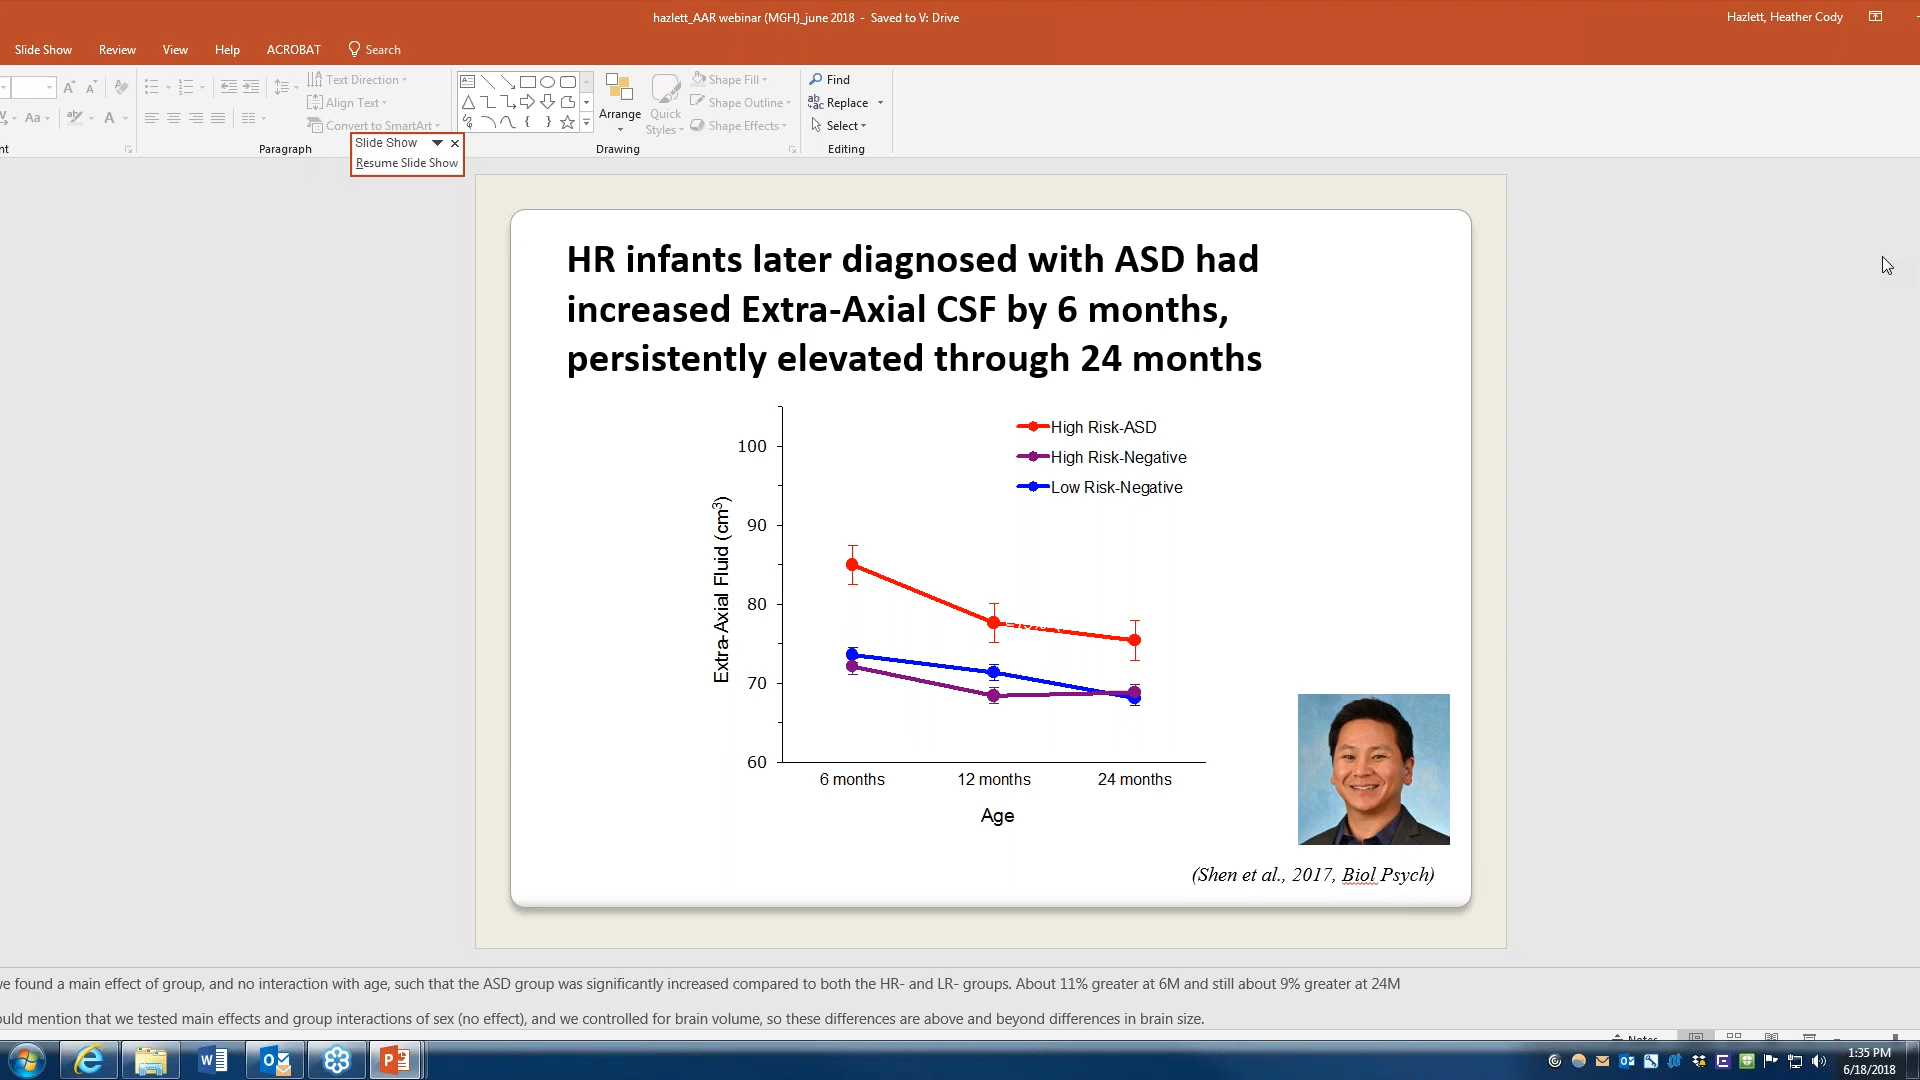 hazlett_AAR webinar (MGH)_june 2018 - Saved to V: Drive
Hazlett, Heather Cody
Slide Show Review View Help ACROBAT Search
Text Direction
Align Text
Convert to SmartArt
Arrange
Quick Styles
Shape Fill
Shape Outline
Shape Effects
Find
Replace
Select
Paragraph
Drawing
Editing
Slide Show
Resume Slide Show
HR infants later diagnosed with ASD had
increased Extra-Axial CSF by 6 months,
persistently elevated through 24 months
High Risk-ASD
High Risk-Negative
Low Risk-Negative
Extra-Axial Fluid (cm³)
100
90
80
70
60
6 months 12 months 24 months
Age
(Shen et al., 2017, Biol Psych)
found a main effect of group, and no interaction with age, such that the ASD group was significantly increased compared to both the HR- and LR- groups. About 11% greater at 6M and still about 9% greater at 24M
mention that we tested main effects and group interactions of sex (no effect), and we controlled for brain volume, so these differences are above and beyond differences in brain size.
1:35 PM
6/18/2018